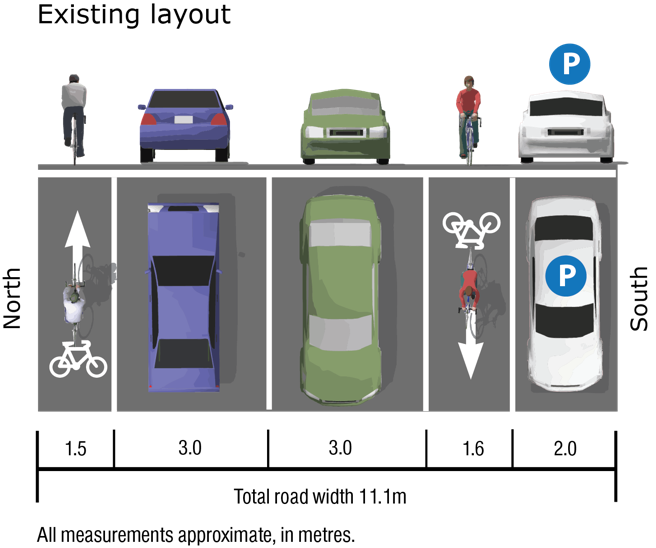 Existing layout
P
P
North
South
1.5
3.0
3.0
1.6
2.0
Total road width 11.1m
All measurements approximate, in metres.